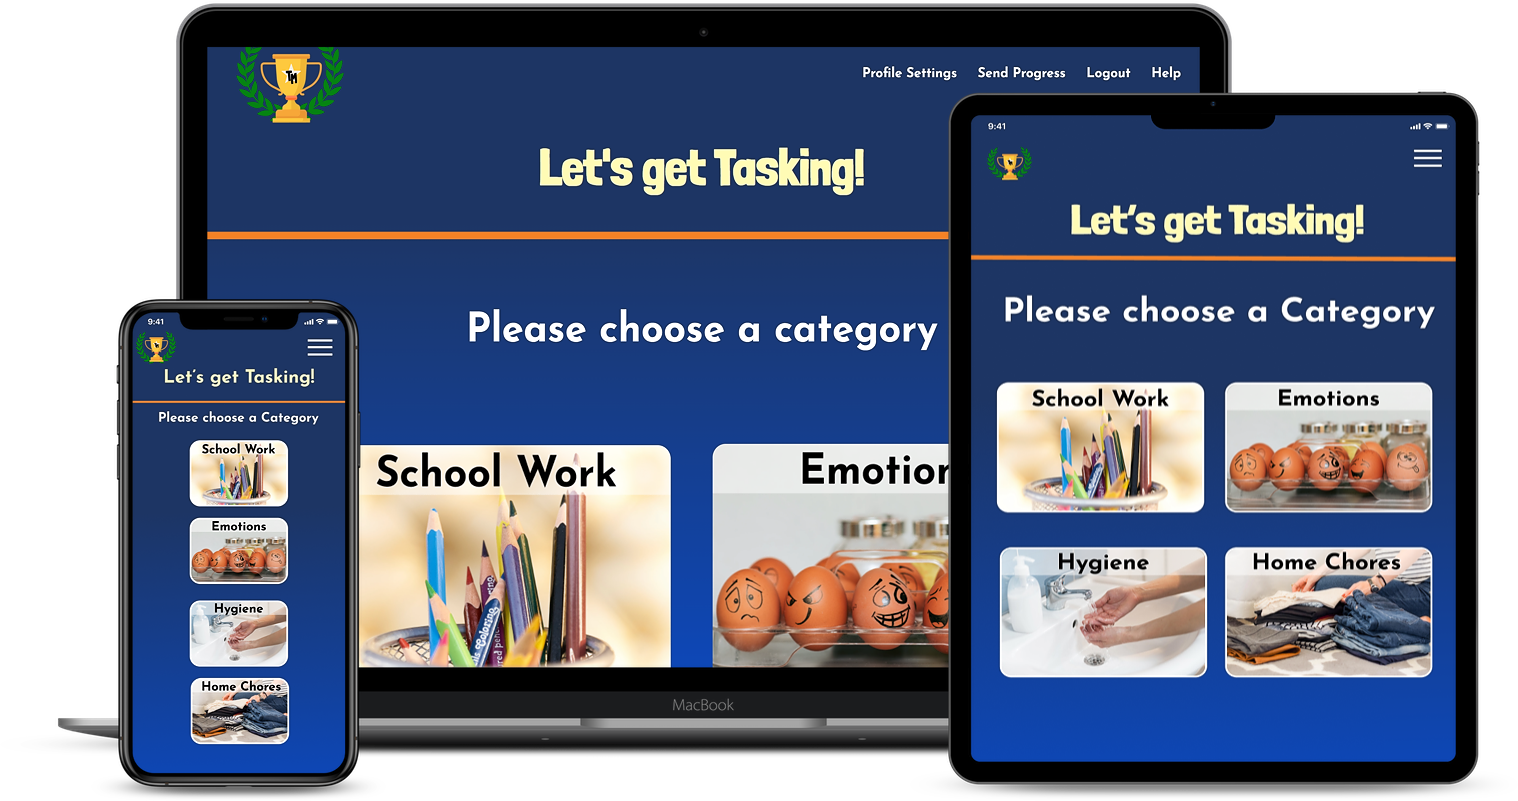 TM
Profile Settings Send Progress Logout Help
Let's get Tasking!
Please choose a category
School Work
Emotion
Coloring
MacBook
9:41
Let's get Tasking!
Please choose a Category
School Work
Emotions
Hygiene
Home Chores
9:41
Let’s get Tasking!
Please choose a Category
School Work
Emotions
Hygiene
Home Chores